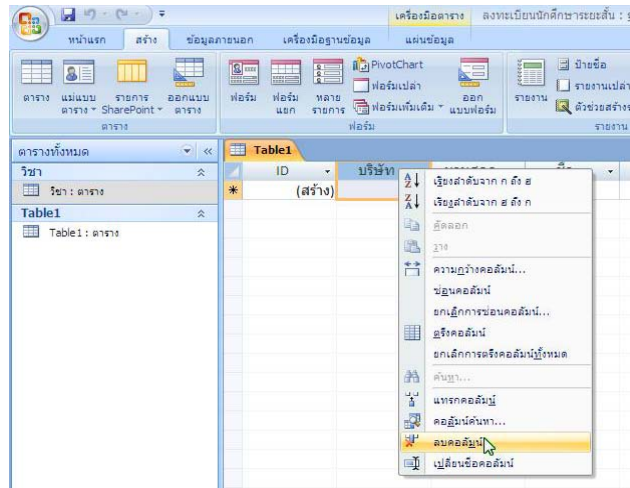 เครื่องมือตาราง ลงทะเบียนนักศึกษาระยะสั้น :
หน้าแรก สร้าง ข้อมูลภายนอก เครื่องมือฐานข้อมูล แผ่นข้อมูล
ตาราง แม่แบบตาราง รายการ SharePoint ออกแบบตาราง
ฟอร์ม ฟอร์มแยก หลายรายการ PivotChart ฟอร์มเปล่า ฟอร์มเพิ่มเติม ออกแบบฟอร์ม
รายงาน ป้ายชื่อ รายงานเปล่า ตัวช่วยสร้าง
ตาราง ฟอร์ม รายงาน
ตารางทั้งหมด
วิชา
วิชา : ตาราง
Table1
Table1 : ตาราง
Table1
ID บริษัท นามสกุล ชื่อ
(สร้าง)
เรียงลำดับจาก ก ถึง ฮ
เรียงลำดับจาก ฮ ถึง ก
คัดลอก
วาง
ความกว้างคอลัมน์...
ซ่อนคอลัมน์
ยกเลิกการซ่อนคอลัมน์...
ตรึงคอลัมน์
ยกเลิกการตรึงคอลัมน์ทั้งหมด
ค้นหา...
แทรกคอลัมน์
คอลัมน์ค้นหา...
ลบคอลัมน์
เปลี่ยนชื่อคอลัมน์